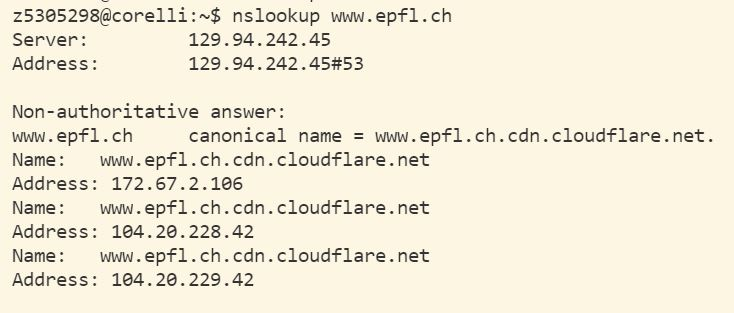 z5305298@corelli:~$ nslookup www.epfl.ch
Server:         129.94.242.45
Address:        129.94.242.45#53

Non-authoritative answer:
www.epfl.ch     canonical name = www.epfl.ch.cdn.cloudflare.net.
Name:   www.epfl.ch.cdn.cloudflare.net
Address: 172.67.2.106
Name:   www.epfl.ch.cdn.cloudflare.net
Address: 104.20.228.42
Name:   www.epfl.ch.cdn.cloudflare.net
Address: 104.20.229.42